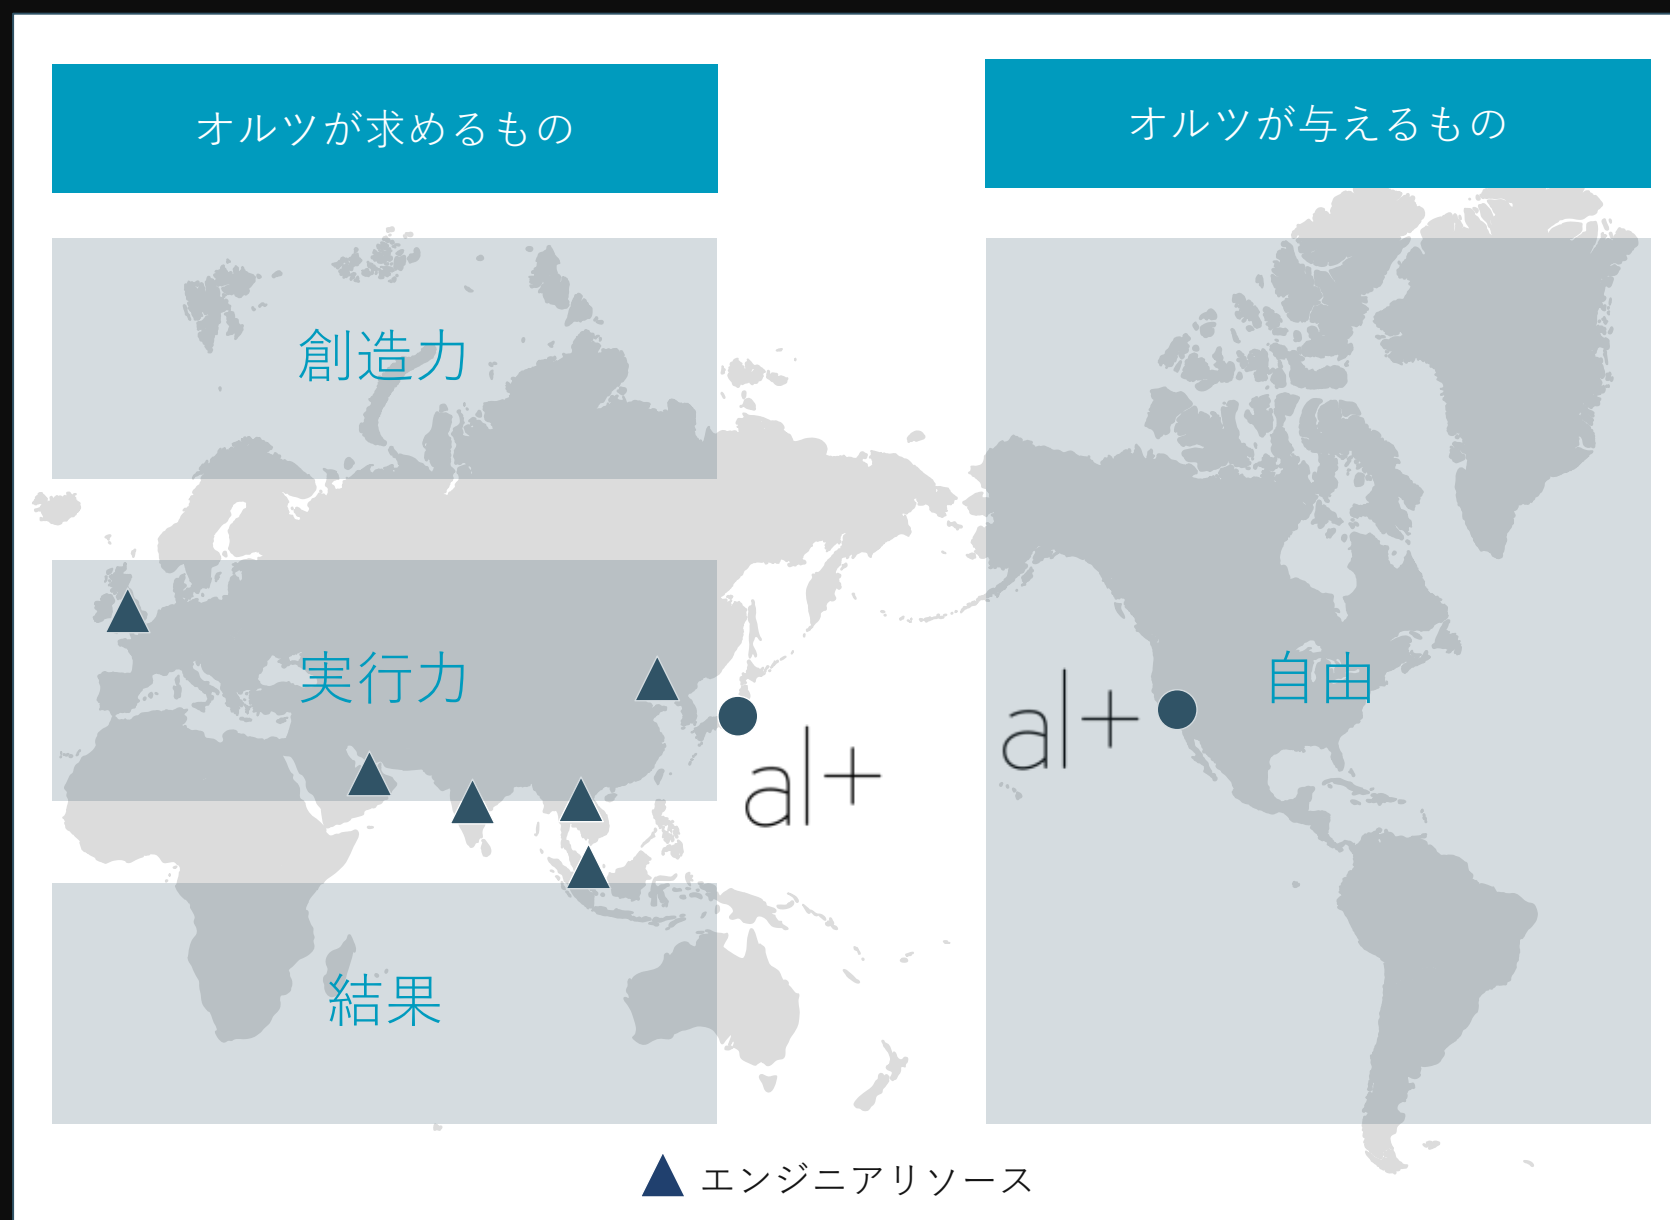 オルツが求めるもの
創造力
実行力
結果
オルツが与えるもの
自由
al+
al+
エンジニアリソース